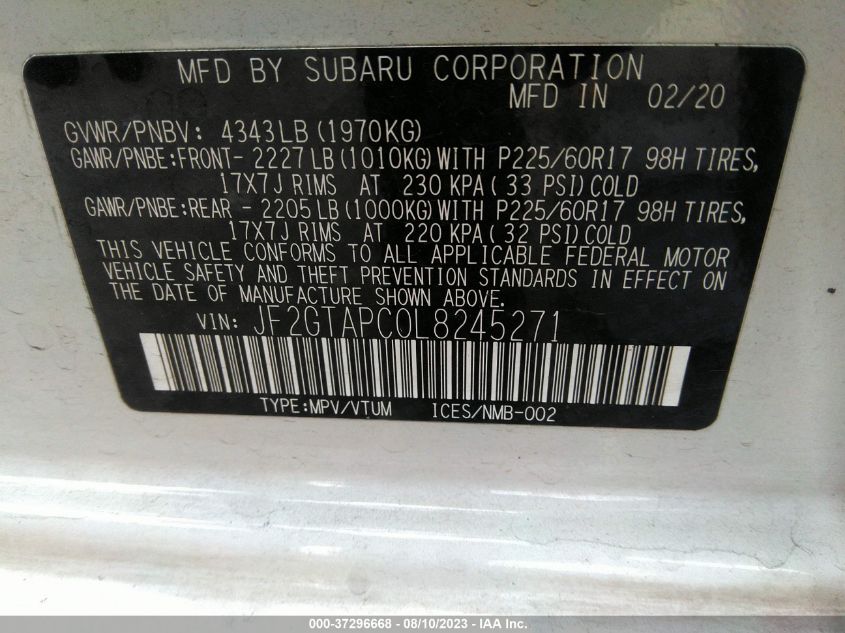 MFD BY SUBARU CORPORATION
MFD IN 02/20
GVWR/PNBV: 4343LB (1970KG)
GAWR/PNBE:FRONT- 2227 LB (1010KG) WITH P225/60R17 98H TIRES,
17X7J RIMS AT 230 KPA ( 33 PSI) COLD
GAWR/PNBE:REAR - 2205 LB (1000KG) WITH P225/60R17 98H TIRES,
17X7J RIMS AT 220 KPA ( 32 PSI) COLD
THIS VEHICLE CONFORMS TO ALL APPLICABLE FEDERAL MOTOR
VEHICLE SAFETY AND THEFT PREVENTION STANDARDS IN EFFECT ON
THE DATE OF MANUFACTURE SHOWN ABOVE.
VIN: JF2GTAPC0L8245271
TYPE:MPV/VTUM ICES/NMB-002
000-37296668 - 08/10/2023 - IAA Inc.